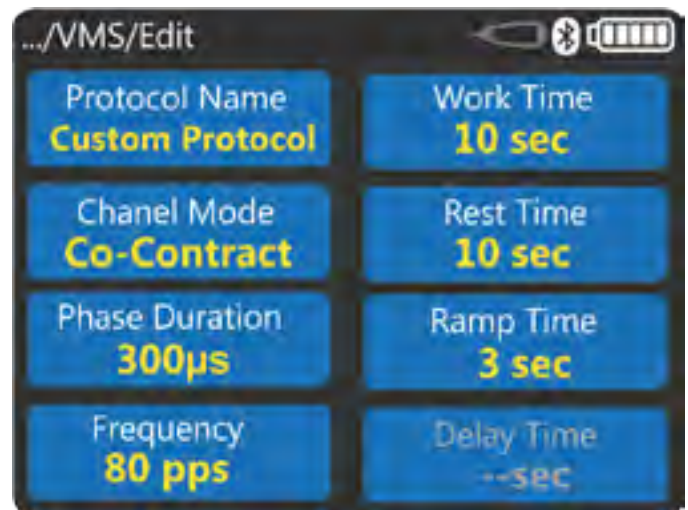 .../VMS/Edit
Protocol Name
Custom Protocol
Work Time
10 sec
Chanel Mode
Co-Contract
Rest Time
10 sec
Phase Duration
300µs
Ramp Time
3 sec
Frequency
80 pps
Delay Time
--sec